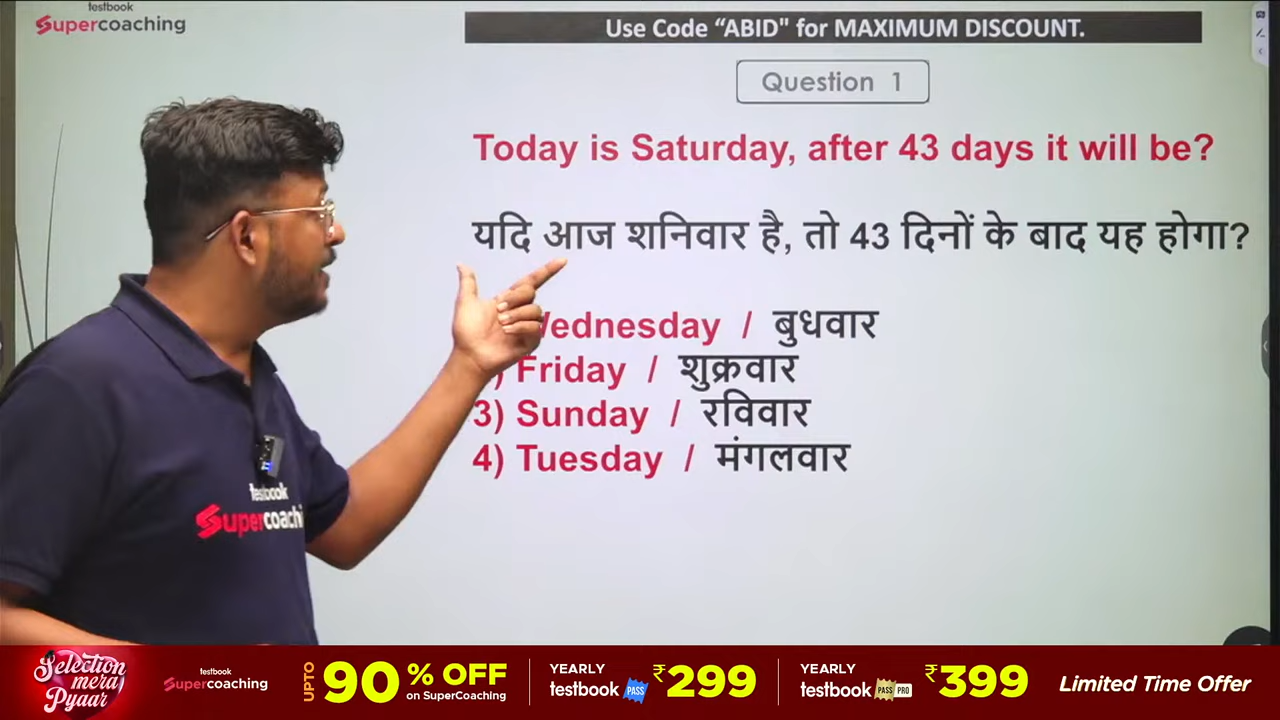 testbook
Supercoaching
Use Code “ABID" for MAXIMUM DISCOUNT.
Question 1
Today is Saturday, after 43 days it will be?
यदि आज शनिवार है, तो 43 दिनों के बाद यह होगा?
Wednesday / बुधवार
Friday / शुक्रवार
3) Sunday / रविवार
4) Tuesday / मंगलवार
testbook
Supercoachi
Selection mera Pyaar
testbook
Supercoaching
UPTO 90% OFF on SuperCoaching
YEARLY testbook PASS ₹299
YEARLY testbook PASS PRO ₹399
Limited Time Offer